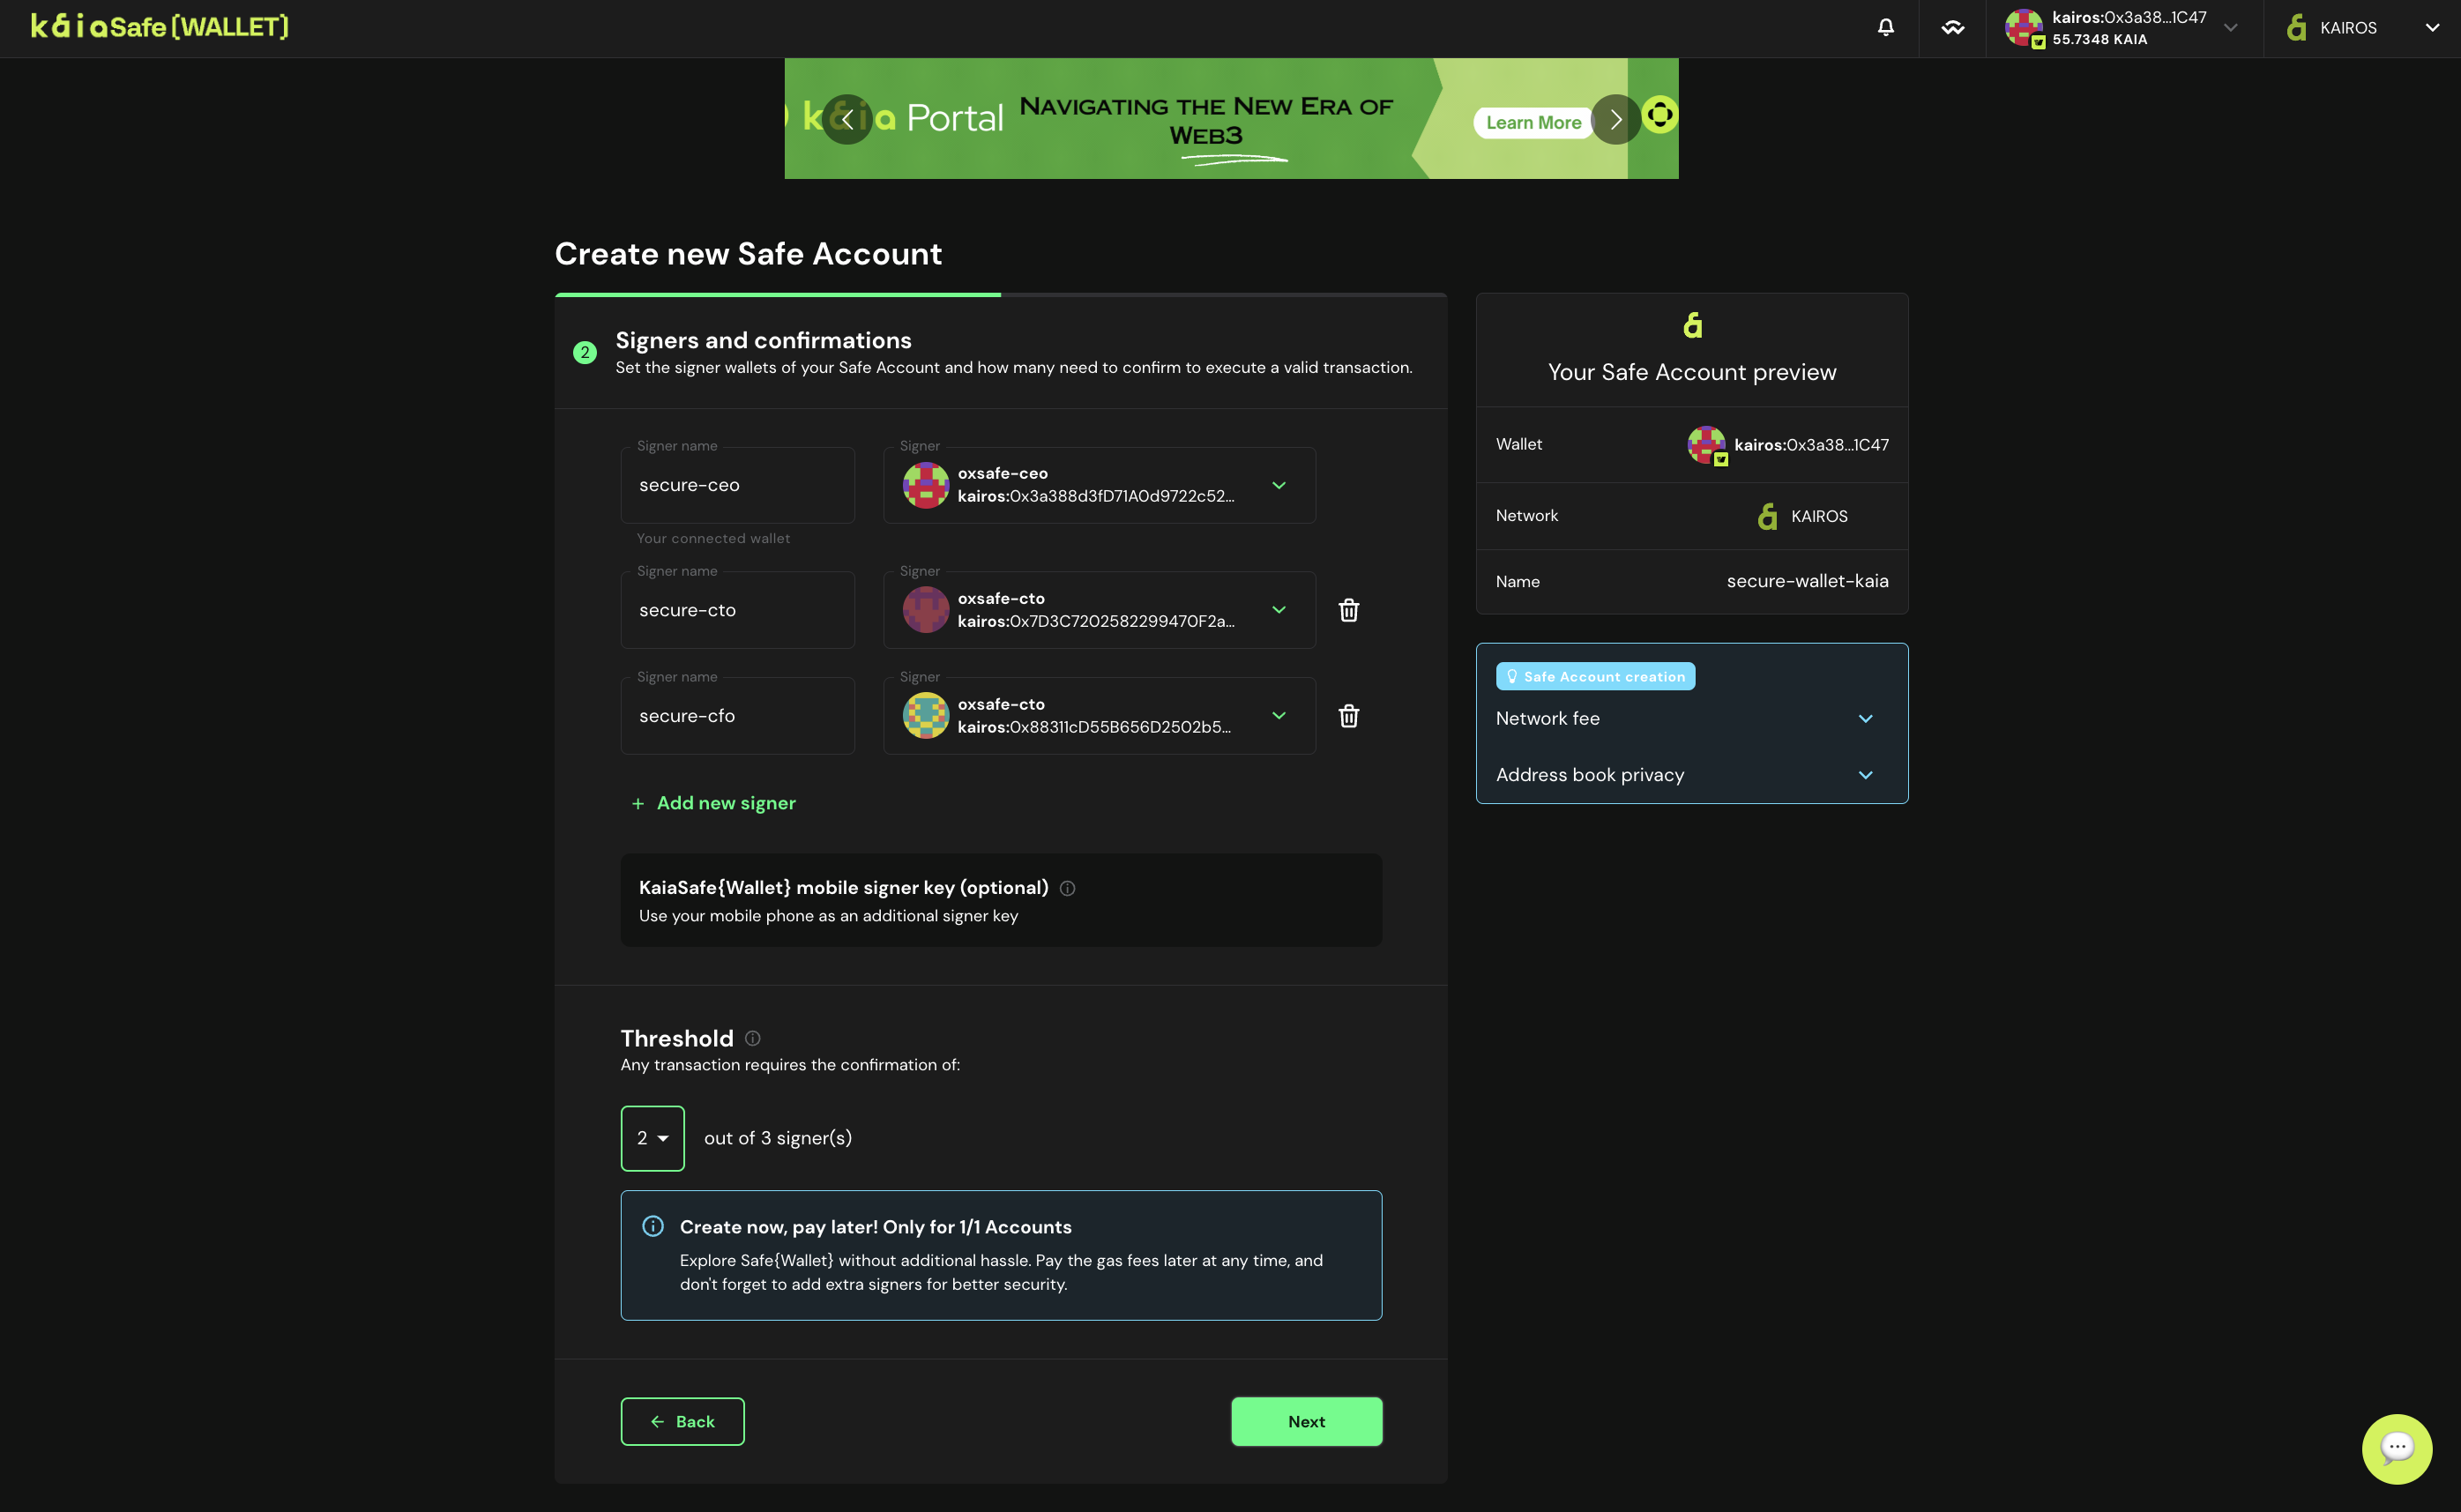 kaiaSafe{WALLET}
kairos:0x3a38...1C47
55.7348 KAIA
KAIROS
kaia Portal
NAVIGATING THE NEW ERA OF
WEB3
Learn More
Create new Safe Account
2
Signers and confirmations
Set the signer wallets of your Safe Account and how many need to confirm to execute a valid transaction.
Signer name
secure-ceo
Your connected wallet
Signer
oxsafe-ceo
kairos:0x3a388d3fD71A0d9722c52...
Signer name
secure-cto
Signer
oxsafe-cto
kairos:0x7D3C7202582299470F2a...
Signer name
secure-cfo
Signer
oxsafe-cto
kairos:0x88311cD55B656D2502b5...
+ Add new signer
KaiaSafe{Wallet} mobile signer key (optional)
Use your mobile phone as an additional signer key
Threshold
Any transaction requires the confirmation of:
2
out of 3 signer(s)
Create now, pay later! Only for 1/1 Accounts
Explore Safe{Wallet} without additional hassle. Pay the gas fees later at any time, and
don't forget to add extra signers for better security.
Back
Next
Your Safe Account preview
Wallet
kairos:0x3a38...1C47
Network
KAIROS
Name
secure-wallet-kaia
Safe Account creation
Network fee
Address book privacy